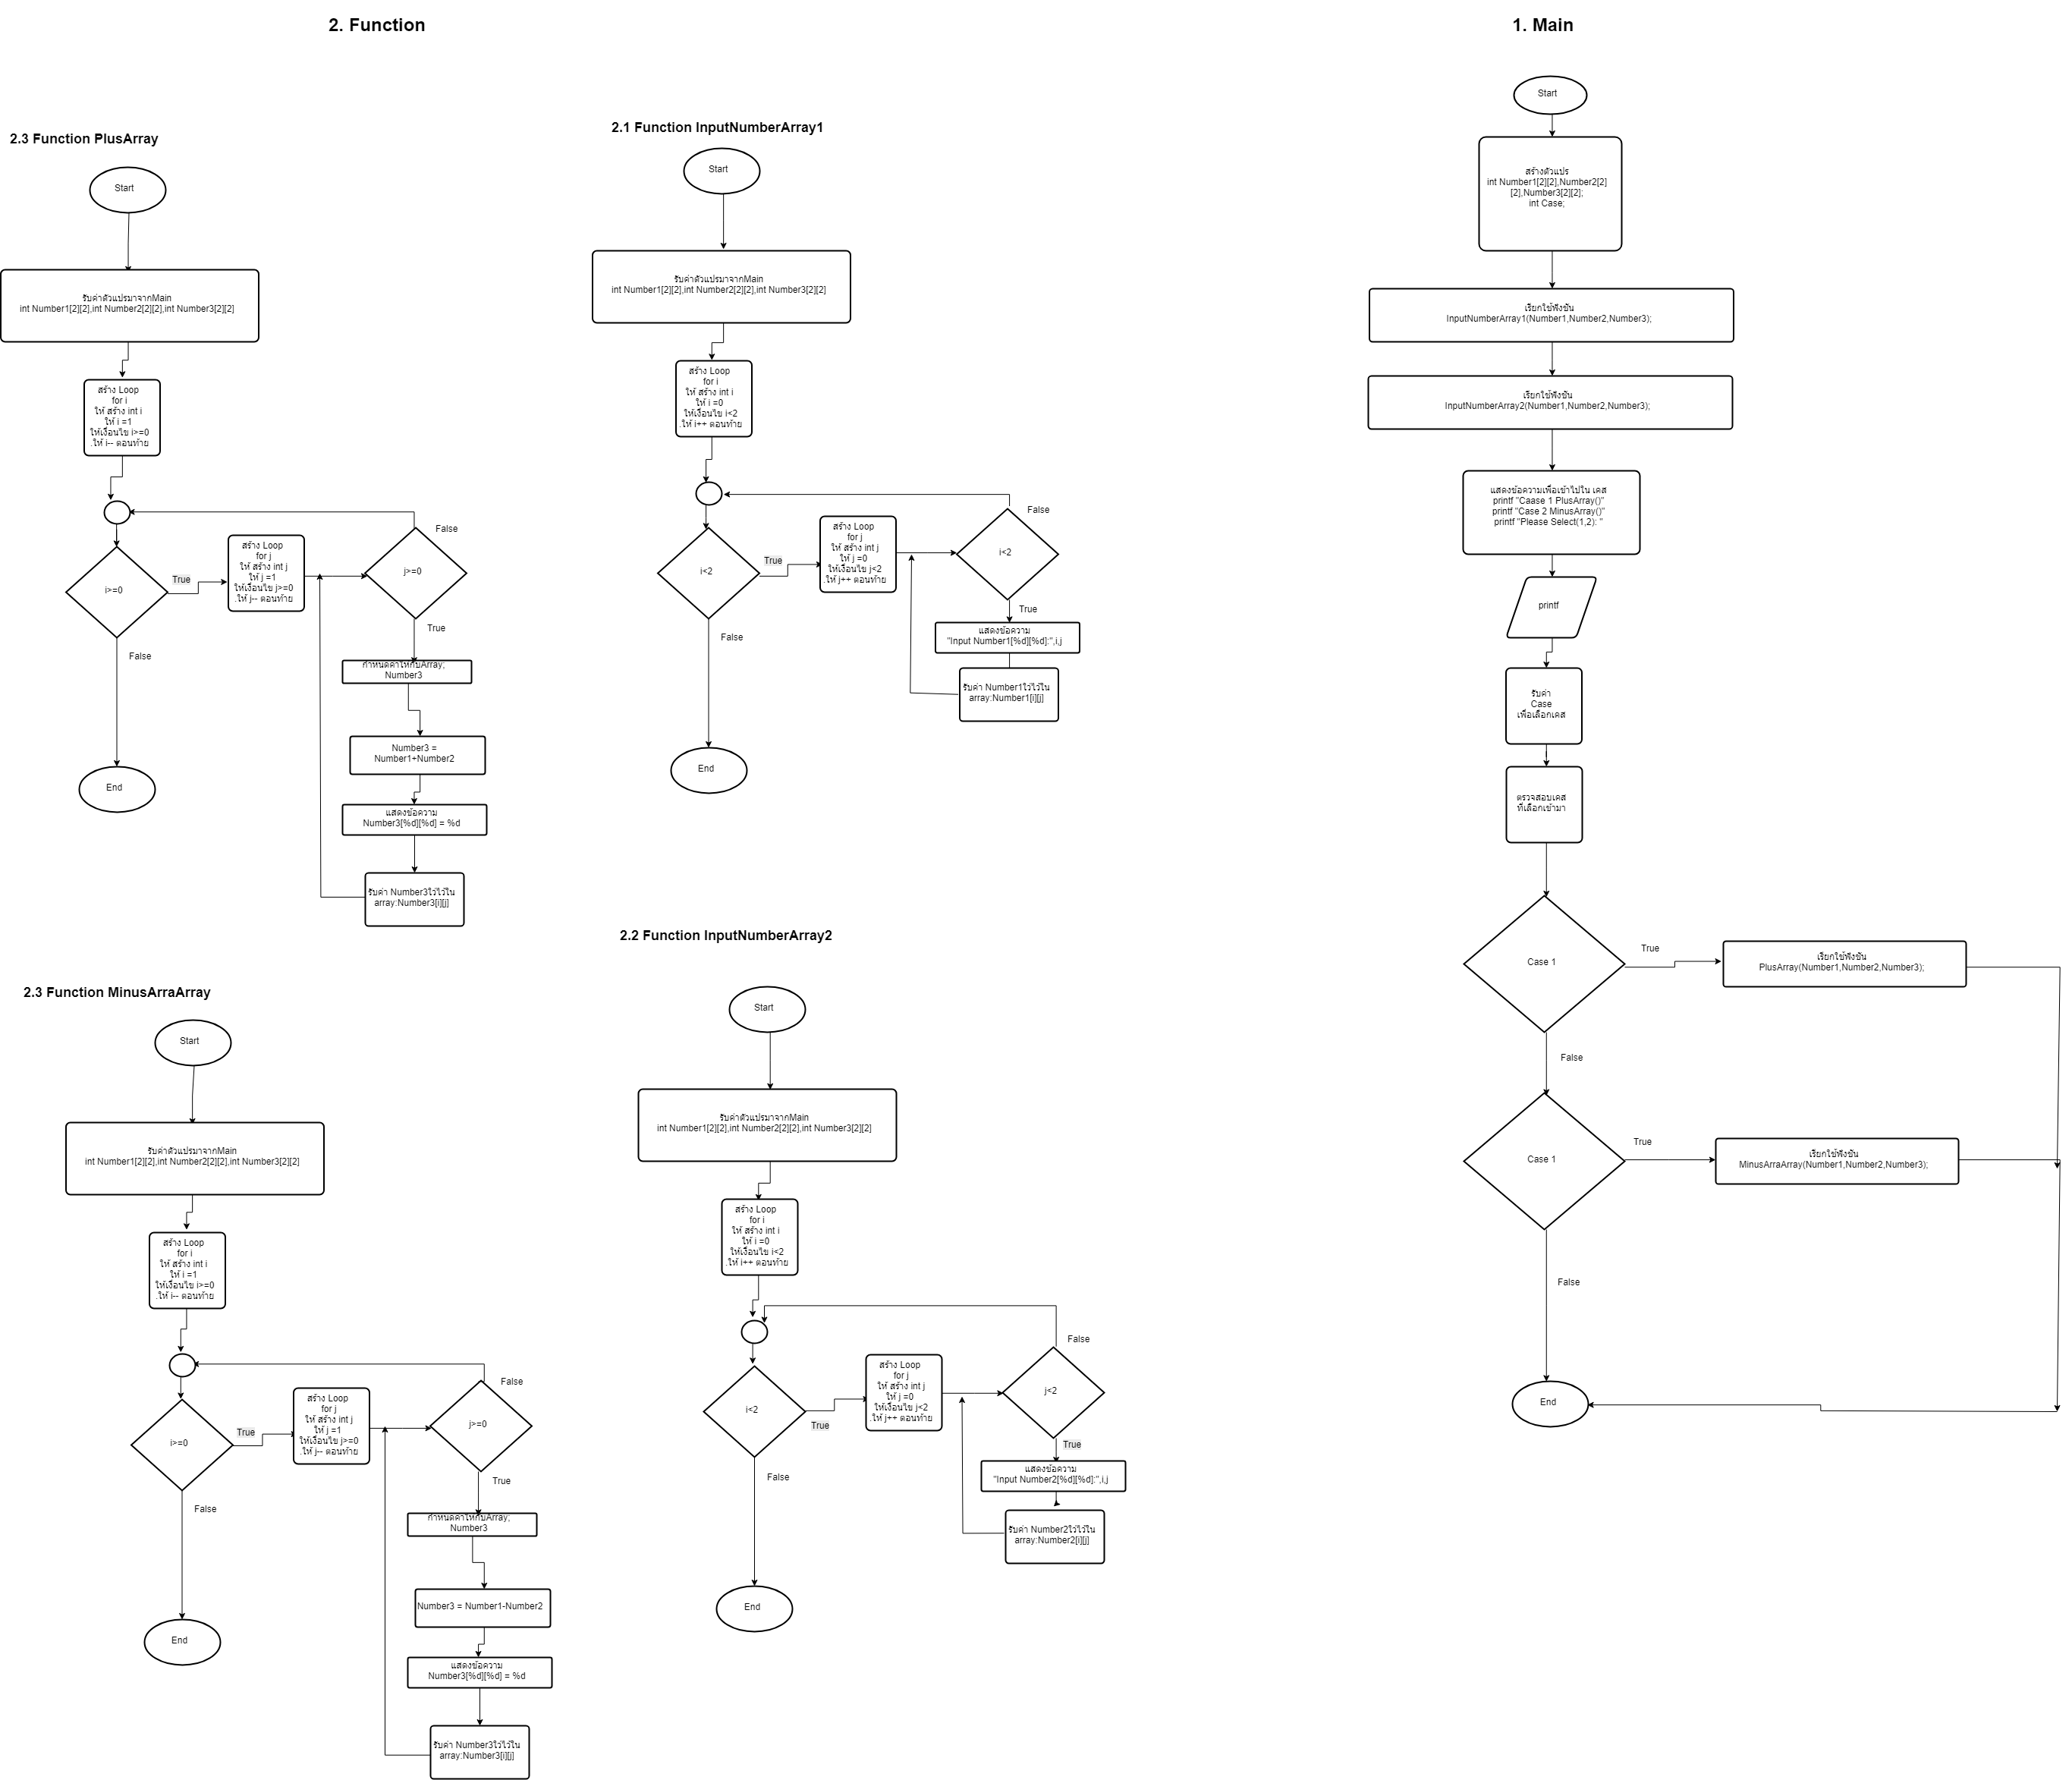 2. Function
1. Main
2.3 Function PlusArray
Start
รับค่าตัวแปรมาจากMain
int Number1[2][2],int Number2[2][2],int Number3[2][2]
สร้าง Loop
for i
ให้ สร้าง int i
ให้ i =1
ให้เงื่อนไข i>=0
.ให้ i-- ตอนท้าย
i>=0
True
False
End
สร้าง Loop
for j
ให้ สร้าง int j
ให้ j =1
ให้เงื่อนไข j>=0
.ให้ j-- ตอนท้าย
j>=0
False
True
กำหนดค่าให้กับArray;
Number3
Number3 =
Number1+Number2
แสดงข้อความ
Number3[%d][%d] = %d
รับค่า Number3ใว้ไว้ใน
array:Number3[i][j]
2.1 Function InputNumberArray1
Start
รับค่าตัวแปรมาจากMain
int Number1[2][2],int Number2[2][2],int Number3[2][2]
สร้าง Loop
for i
ให้ สร้าง int i
ให้ i =0
ให้เงื่อนไข i<2
.ให้ i++ ตอนท้าย
i<2
True
False
End
สร้าง Loop
for j
ให้ สร้าง int j
ให้ j =0
ให้เงื่อนไข j<2
.ให้ j++ ตอนท้าย
i<2
False
True
แสดงข้อความ
"Input Number1[%d][%d]:",i,j
รับค่า Number1ใว้ไว้ใน
array:Number1[i][j]
2.3 Function MinusArraArray
Start
รับค่าตัวแปรมาจากMain
int Number1[2][2],int Number2[2][2],int Number3[2][2]
สร้าง Loop
for i
ให้ สร้าง int i
ให้ i =1
ให้เงื่อนไข i>=0
.ให้ i-- ตอนท้าย
i>=0
True
False
End
สร้าง Loop
for j
ให้ สร้าง int j
ให้ j =1
ให้เงื่อนไข j>=0
.ให้ j-- ตอนท้าย
j>=0
False
True
กำหนดค่าให้กับArray;
Number3
Number3 = Number1-Number2
แสดงข้อความ
Number3[%d][%d] = %d
รับค่า Number3ใว้ไว้ใน
array:Number3[i][j]
2.2 Function InputNumberArray2
Start
รับค่าตัวแปรมาจากMain
int Number1[2][2],int Number2[2][2],int Number3[2][2]
สร้าง Loop
for i
ให้ สร้าง int i
ให้ i =0
ให้เงื่อนไข i<2
.ให้ i++ ตอนท้าย
i<2
True
False
End
สร้าง Loop
for j
ให้ สร้าง int j
ให้ j =0
ให้เงื่อนไข j<2
.ให้ j++ ตอนท้าย
j<2
False
True
แสดงข้อความ
"Input Number2[%d][%d]:",i,j
รับค่า Number2ใว้ไว้ใน
array:Number2[i][j]
Start
สร้างตัวแปร
int Number1[2][2],Number2[2]
[2],Number3[2][2];
int Case;
เรียกใช้ฟังชัน
InputNumberArray1(Number1,Number2,Number3);
เรียกใช้ฟังชัน
InputNumberArray2(Number1,Number2,Number3);
แสดงข้อความเพื่อเข้าไปใน เคส
printf "Caase 1 PlusArray()"
printf "Case 2 MinusArray()"
printf "Please Select(1,2): "
printf
รับค่า
Case
เพื่อเลือกเคส
ตรวจสอบเคส
ที่เลือกเข้ามา
Case 1
True
เรียกใช้ฟังชัน
PlusArray(Number1,Number2,Number3);
False
Case 1
True
เรียกใช้ฟังชัน
MinusArraArray(Number1,Number2,Number3);
False
End